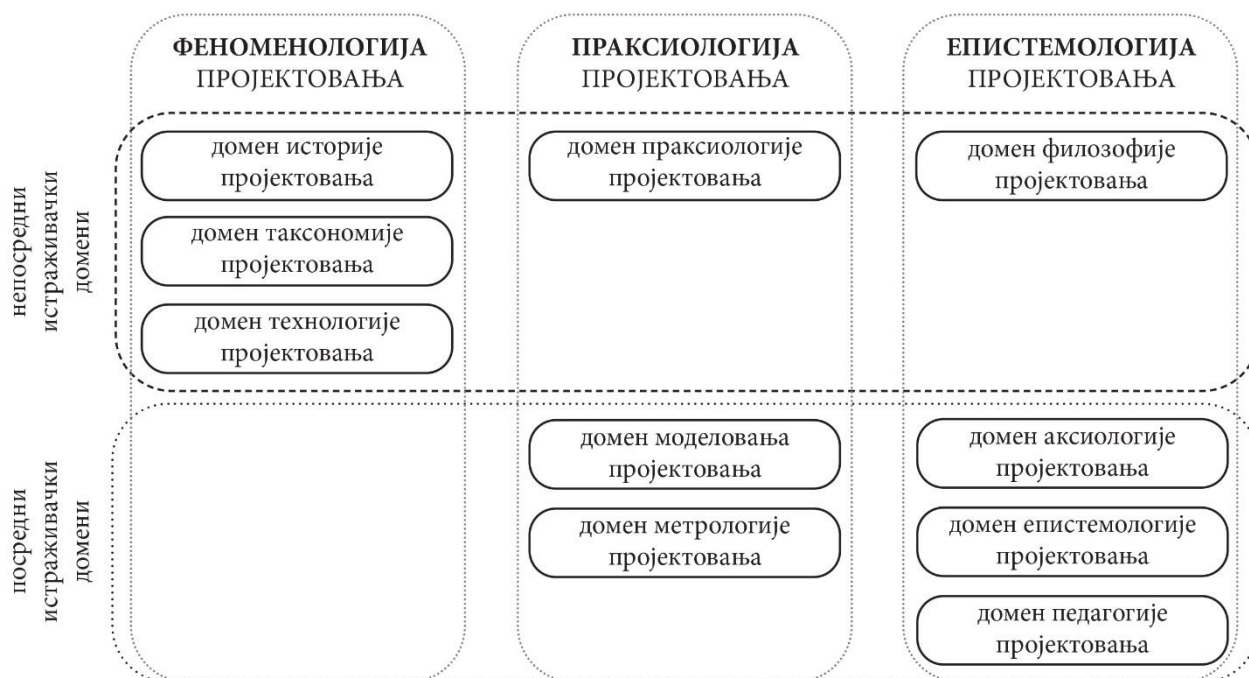 ФЕНОМЕНОЛОГИЈА
ПРОЈЕКТОВАЊА
ПРАКСИОЛОГИЈА
ПРОЈЕКТОВАЊА
ЕПИСТЕМОЛОГИЈА
ПРОЈЕКТОВАЊА
непосредни
истраживачки
домени
домен историје
пројектовања
домен таксономије
пројектовања
домен технологије
пројектовања
домен праксиологије
пројектовања
домен филозофије
пројектовања
посредни
истраживачки
домени
домен моделовања
пројектовања
домен метрологије
пројектовања
домен аксиологије
пројектовања
домен епистемологије
пројектовања
домен педагогије
пројектовања